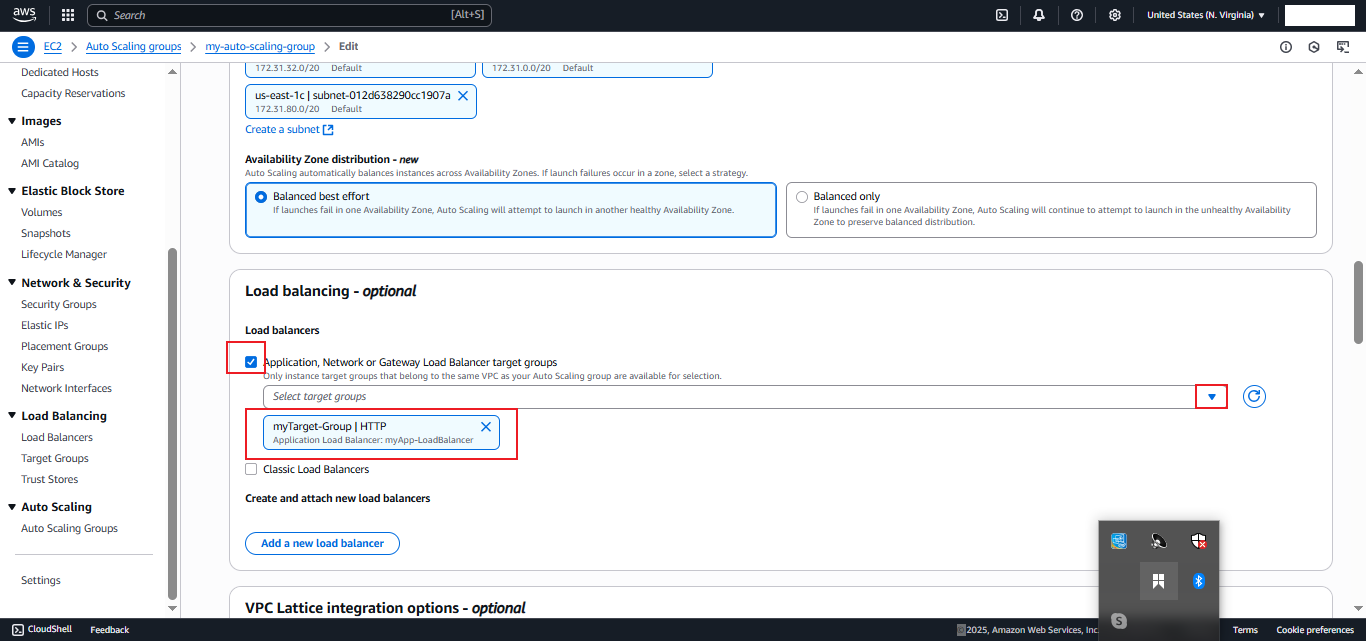 aws
Search
[Alt+S]
United States (N. Virginia)
EC2
Auto Scaling groups
my-auto-scaling-group
Edit
Dedicated Hosts
Capacity Reservations
Images
AMIs
AMI Catalog
Elastic Block Store
Volumes
Snapshots
Lifecycle Manager
Network & Security
Security Groups
Elastic IPs
Placement Groups
Key Pairs
Network Interfaces
Load Balancing
Load Balancers
Target Groups
Trust Stores
Auto Scaling
Auto Scaling Groups
Settings
172.31.32.0/20 Default
172.31.0.0/20 Default
us-east-1c | subnet-012d638290cc1907a
172.31.80.0/20 Default
Create a subnet
Availability Zone distribution - new
Auto Scaling automatically balances instances across Availability Zones. If launch failures occur in a zone, select a strategy.
Balanced best effort
If launches fail in one Availability Zone, Auto Scaling will attempt to launch in another healthy Availability Zone.
Balanced only
If launches fail in one Availability Zone, Auto Scaling will continue to attempt to launch in the unhealthy Availability
Zone to preserve balanced distribution.
Load balancing - optional
Load balancers
Application, Network or Gateway Load Balancer target groups
Only instance target groups that belong to the same VPC as your Auto Scaling group are available for selection.
Select target groups
myTarget-Group | HTTP
Application Load Balancer: myApp-LoadBalancer
Classic Load Balancers
Create and attach new load balancers
Add a new load balancer
VPC Lattice integration options - optional
CloudShell
Feedback
© 2025, Amazon Web Services, Inc.
Terms
Cookie preferences